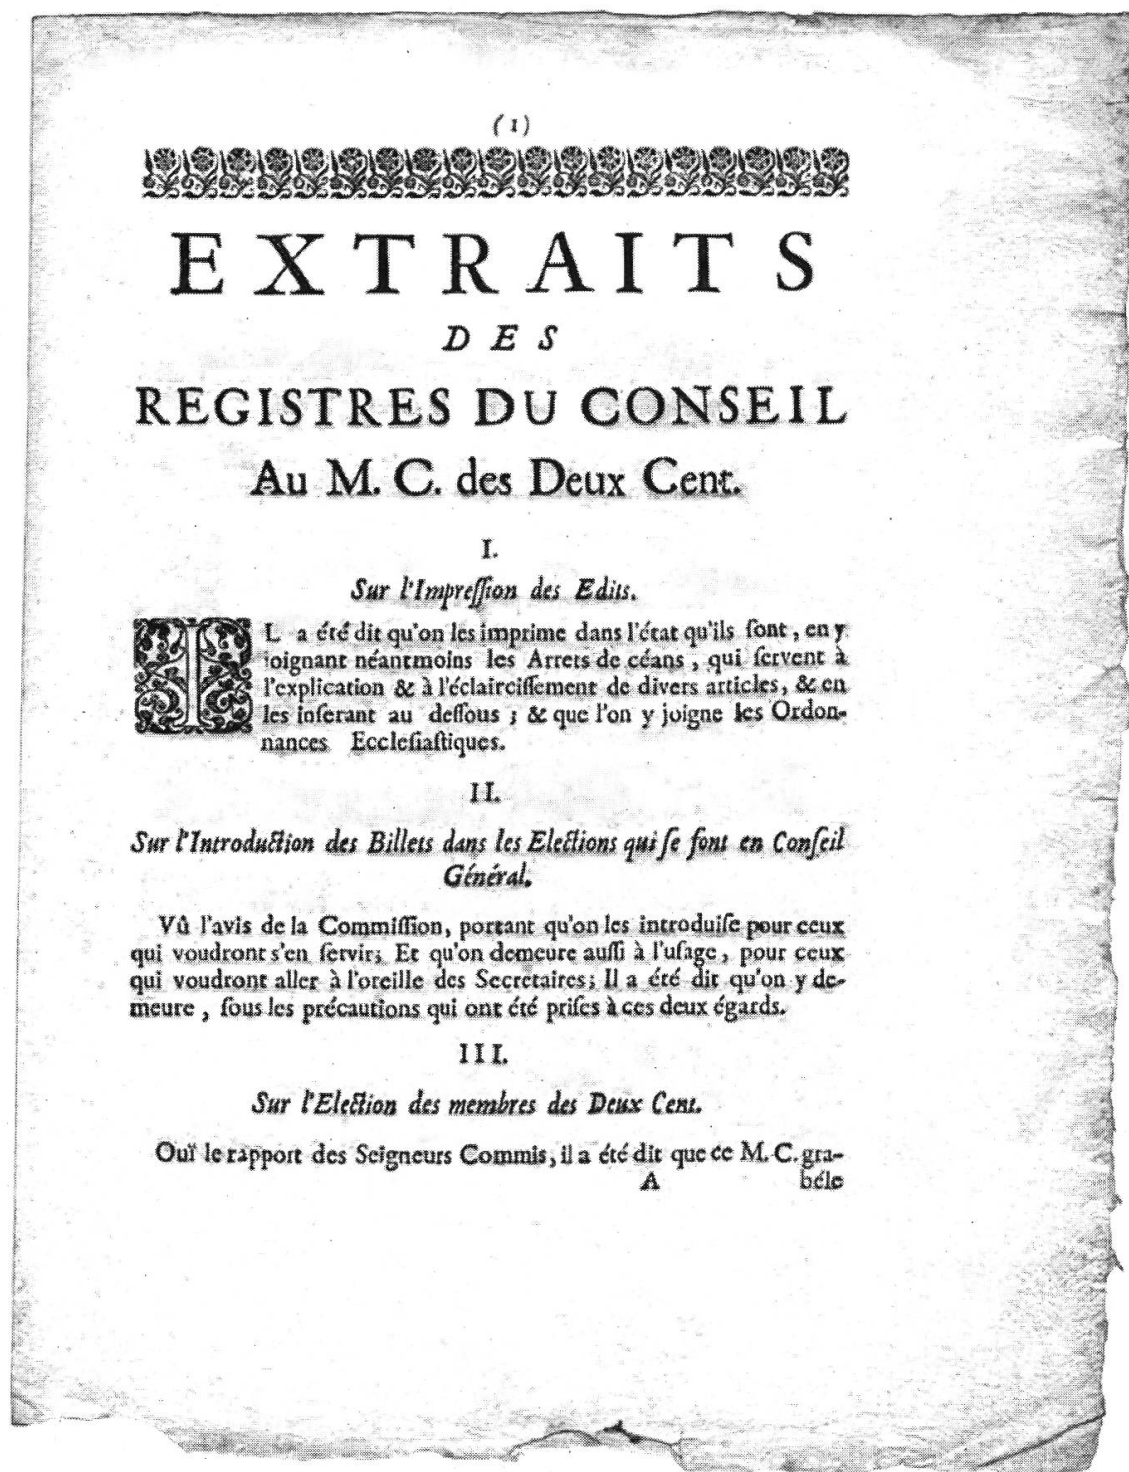 (1)
EXTRAITS
DES
REGISTRES DU CONSEIL
Au M. C. des Deux Cent.
I.
Sur l'Impreſſion des Edits.
IL a été dit qu'on les imprime dans l'état qu'ils ſont, en y
joignant néantmoins les Arrets de céans, qui ſervent à
l'explication & à l'éclairciſſement de divers articles, & en
les inſerant au deſſous; & que l'on y joigne les Ordon-
nances Eccleſiaſtiques.
II.
Sur l'Introduction des Billets dans les Elections qui ſe font en Conſeil
Général.
Vû l'avis de la Commiſſion, portant qu'on les introduiſe pour ceux
qui voudront s'en ſervir; Et qu'on demeure auſſi à l'uſage, pour ceux
qui voudront aller à l'oreille des Secretaires; Il a été dit qu'on y de-
meure, ſous les précautions qui ont été priſes à ces deux égards.
III.
Sur l'Election des membres des Deux Cent.
Ouï le rapport des Seigneurs Commis, il a été dit que ce M. C. gra-
A béle